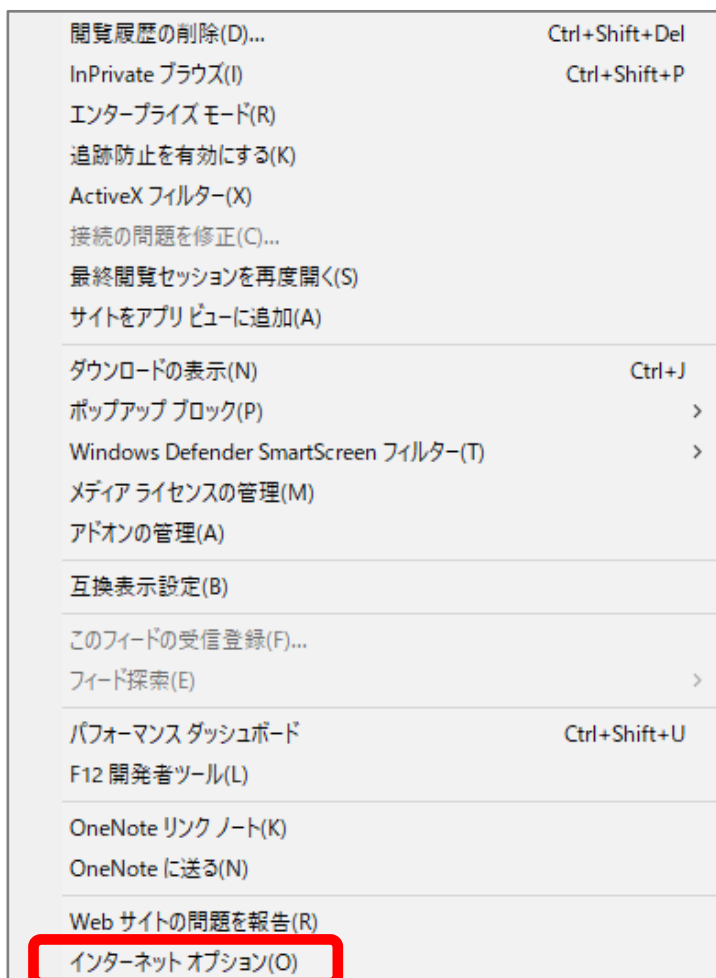 閲覧履歴の削除(D)... Ctrl+Shift+Del
InPrivate ブラウズ(I) Ctrl+Shift+P
エンタープライズ モード(R)
追跡防止を有効にする(K)
ActiveX フィルター(X)
接続の問題を修正(C)...
最終閲覧セッションを再度開く(S)
サイトをアプリ ビューに追加(A)
ダウンロードの表示(N) Ctrl+J
ポップアップ ブロック(P)
Windows Defender SmartScreen フィルター(T)
メディア ライセンスの管理(M)
アドオンの管理(A)
互換表示設定(B)
このフィードの受信登録(F)...
フィード探索(E)
パフォーマンス ダッシュボード Ctrl+Shift+U
F12 開発者ツール(L)
OneNote リンク ノート(K)
OneNote に送る(N)
Web サイトの問題を報告(R)
インターネット オプション(O)